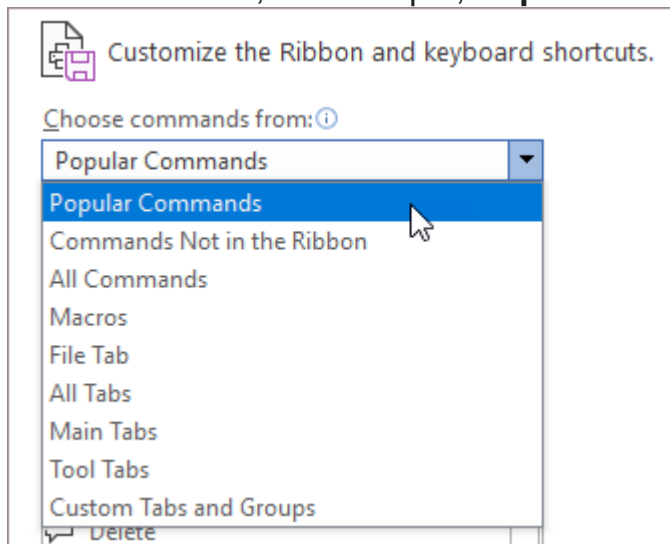 Customize the Ribbon and keyboard shortcuts.
Choose commands from:
Popular Commands
Popular Commands
Commands Not in the Ribbon
All Commands
Macros
File Tab
All Tabs
Main Tabs
Tool Tabs
Custom Tabs and Groups
Delete